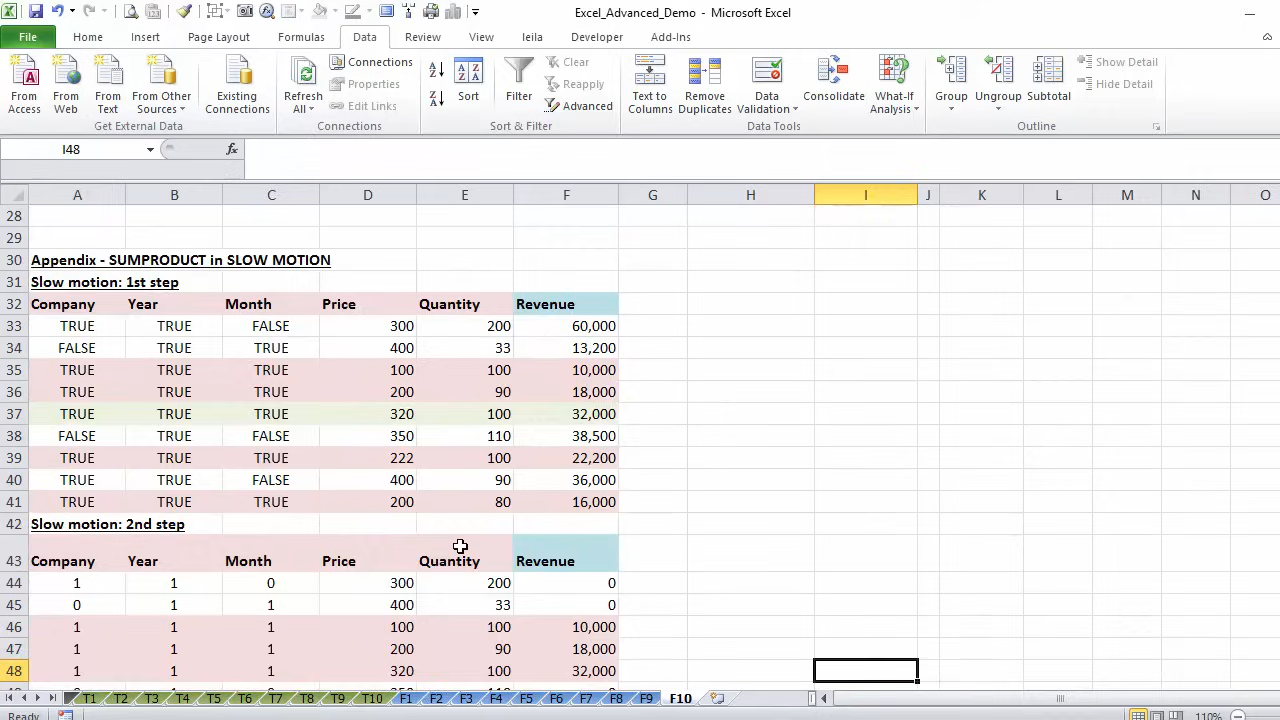 Excel_Advanced_Demo - Microsoft Excel
File Home Insert Page Layout Formulas Data Review View leila Developer Add-Ins
From Access
From Web
From Text
From Other Sources
Existing Connections
Get External Data
Refresh All
Connections
Properties
Edit Links
Connections
Sort
Filter
Clear
Reapply
Advanced
Sort & Filter
Text to Columns
Remove Duplicates
Data Validation
Consolidate
What-If Analysis
Data Tools
Group
Ungroup
Subtotal
Show Detail
Hide Detail
Outline
I48 fx
A B C D E F G H I J K L M N O
28
29
30 Appendix - SUMPRODUCT in SLOW MOTION
31 Slow motion: 1st step
32 Company Year Month Price Quantity Revenue
33 TRUE TRUE FALSE 300 200 60,000
34 FALSE TRUE TRUE 400 33 13,200
35 TRUE TRUE TRUE 100 100 10,000
36 TRUE TRUE TRUE 200 90 18,000
37 TRUE TRUE TRUE 320 100 32,000
38 FALSE TRUE FALSE 350 110 38,500
39 TRUE TRUE TRUE 222 100 22,200
40 TRUE TRUE FALSE 400 90 36,000
41 TRUE TRUE TRUE 200 80 16,000
42 Slow motion: 2nd step
43 Company Year Month Price Quantity Revenue
44 1 1 0 300 200 0
45 0 1 1 400 33 0
46 1 1 1 100 100 10,000
47 1 1 1 200 90 18,000
48 1 1 1 320 100 32,000
T1 T2 T3 T4 T5 T6 T7 T8 T9 T10 F1 F2 F3 F4 F5 F6 F7 F8 F9 F10
Ready 110%